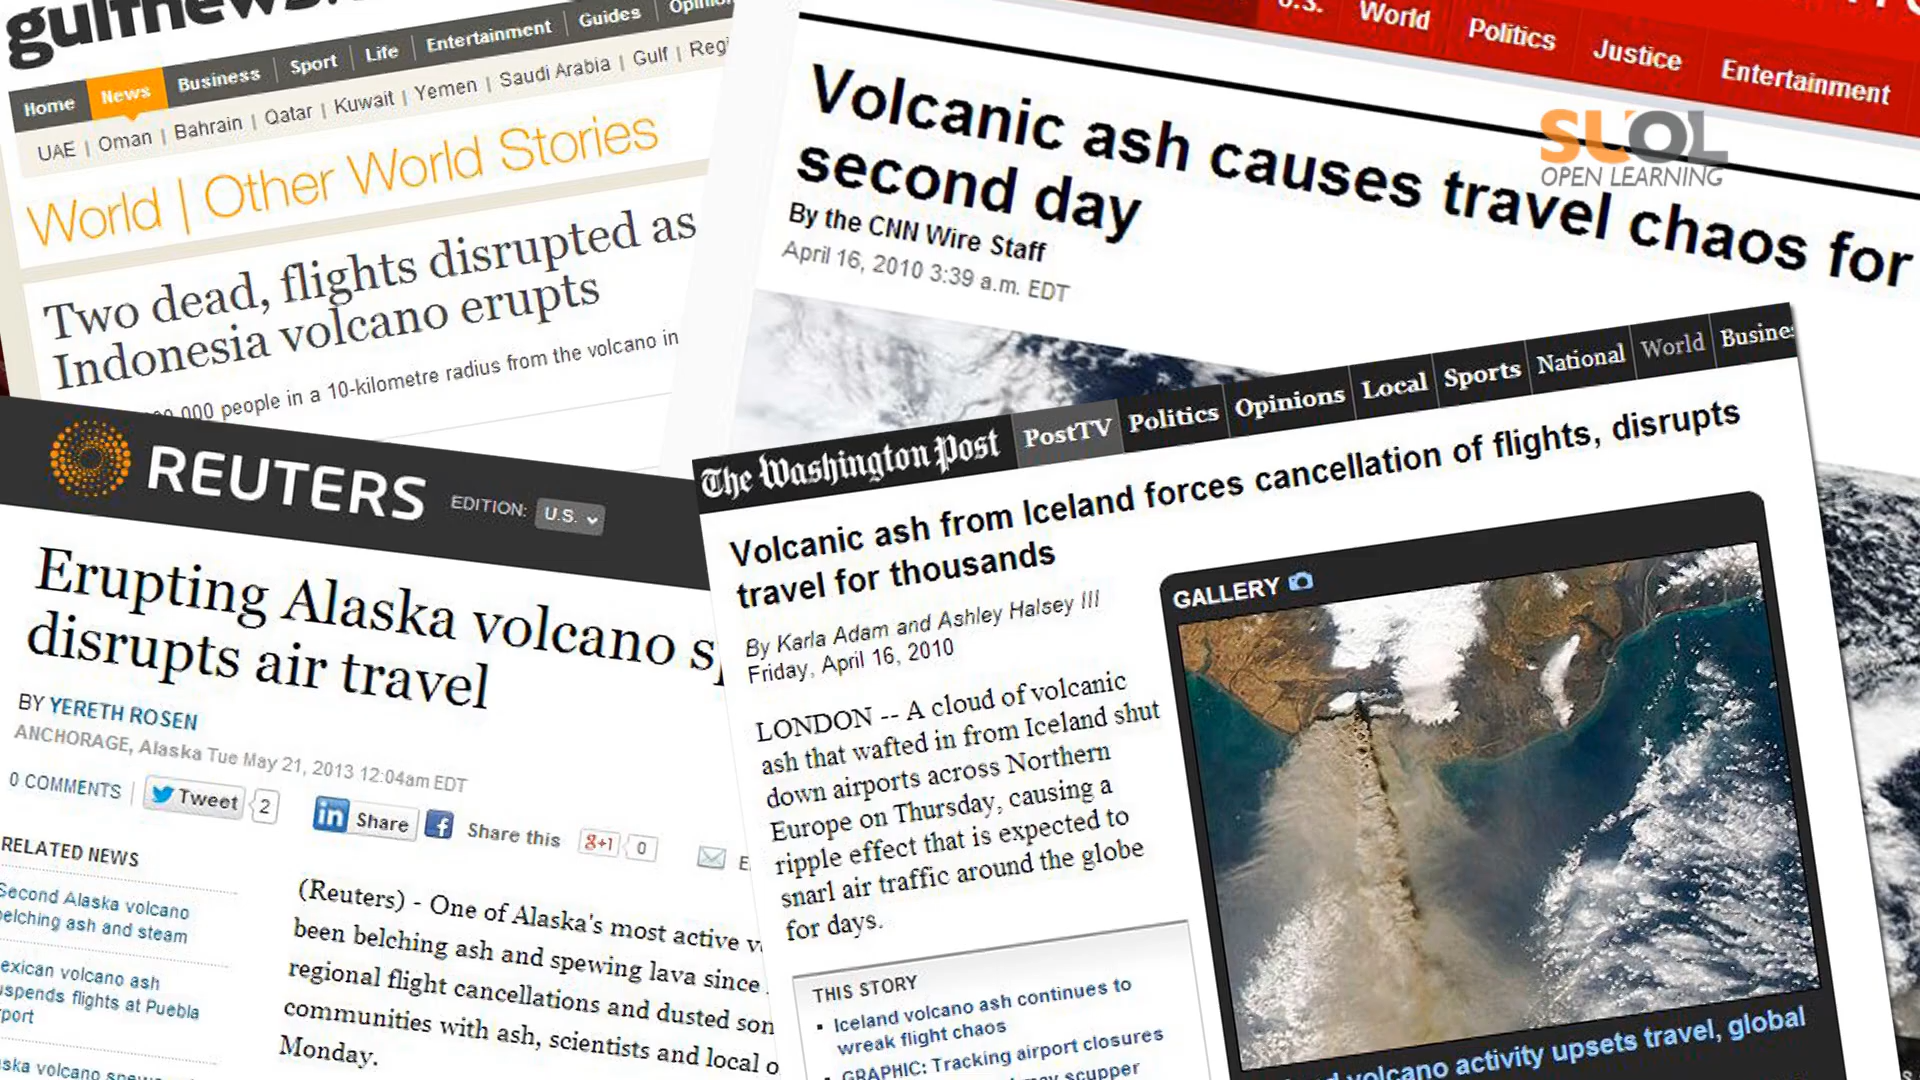 gulfnews.
Home News Business Sport Life Entertainment Guides
UAE | Oman | Bahrain | Qatar | Kuwait | Yemen | Saudi Arabia | Gulf |
World | Other World Stories
Two dead, flights disrupted as
Indonesia volcano erupts
people in a 10-kilometre radius from the volcano in
U.S. World Politics Justice Entertainment
Volcanic ash causes travel chaos for
second day
By the CNN Wire Staff
April 16, 2010 3:39 a.m. EDT
SUOL
OPEN LEARNING
REUTERS EDITION: U.S.
Erupting Alaska volcano
disrupts air travel
BY YERETH ROSEN
ANCHORAGE, Alaska Tue May 21, 2013 12:04am EDT
0 COMMENTS Tweet 2 in Share f Share this g+1 0
RELATED NEWS
Second Alaska volcano
belching ash and steam
volcano ash
flights at Puebla
volcano
(Reuters) - One of Alaska's most active
been belching ash and spewing lava since
regional flight cancellations and dusted
communities with ash, scientists and local
Monday.
The Washington Post PostTV Politics Opinions Local Sports National World
Volcanic ash from Iceland forces cancellation of flights, disrupts
travel for thousands
By Karla Adam and Ashley Halsey III
Friday, April 16, 2010
LONDON -- A cloud of volcanic
ash that wafted in from Iceland shut
down airports across Northern
Europe on Thursday, causing a
ripple effect that is expected to
snarl air traffic around the globe
for days.
THIS STORY
Iceland volcano ash continues to
wreak flight chaos
GRAPHIC: Tracking airport closures
scupper
GALLERY
volcano activity upsets travel, global